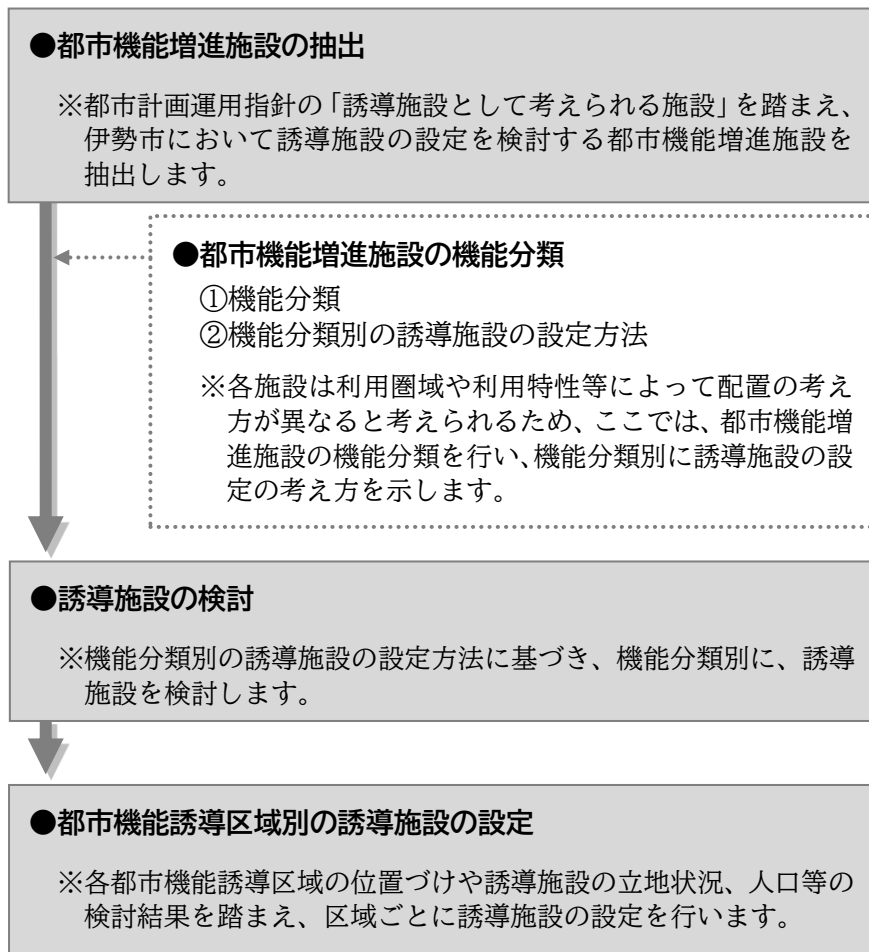 ●都市機能増進施設の抽出
※都市計画運用指針の「誘導施設として考えられる施設」を踏まえ、
伊勢市において誘導施設の設定を検討する都市機能増進施設を
抽出します。
●都市機能増進施設の機能分類
①機能分類
②機能分類別の誘導施設の設定方法
※各施設は利用圏域や利用特性等によって配置の考え
方が異なると考えられるため、ここでは、都市機能増
進施設の機能分類を行い、機能分類別に誘導施設の設
定の考え方を示します。
●誘導施設の検討
※機能分類別の誘導施設の設定方法に基づき、機能分類別に、誘導
施設を検討します。
●都市機能誘導区域別の誘導施設の設定
※各都市機能誘導区域の位置づけや誘導施設の立地状況、人口等の
検討結果を踏まえ、区域ごとに誘導施設の設定を行います。